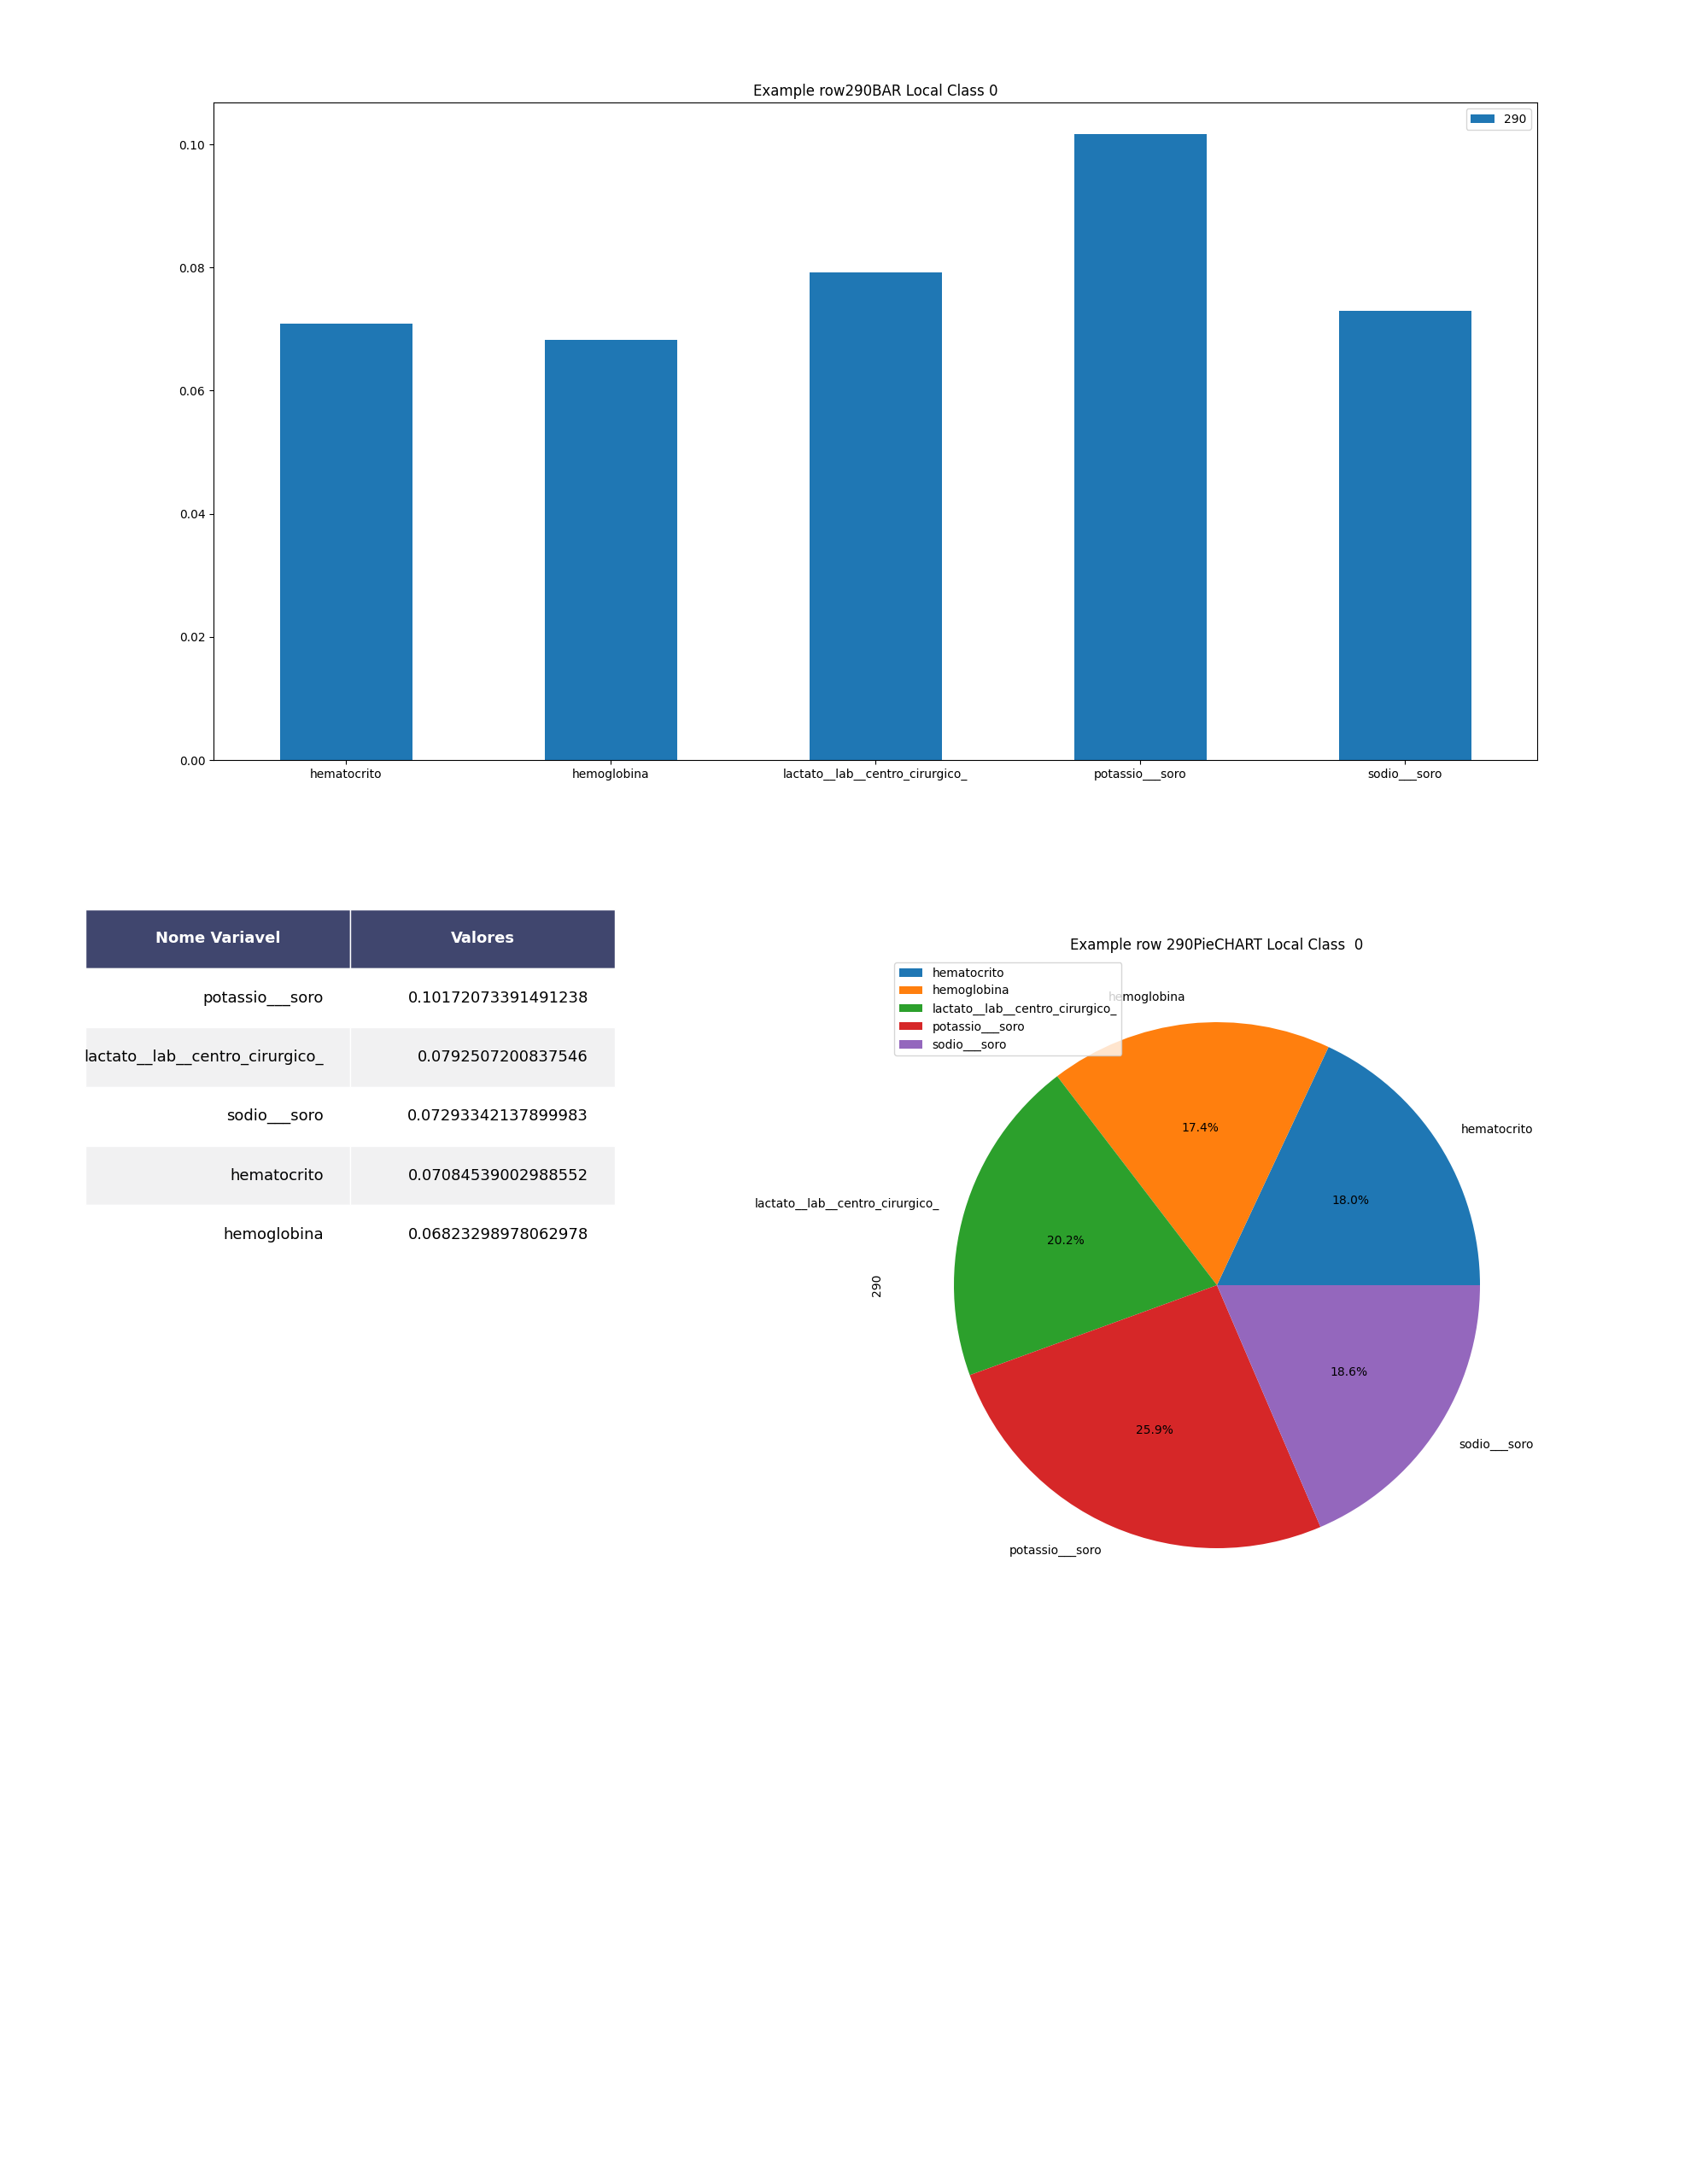 Example row290BAR Local Class 0
290
0.10
0.08
0.06
0.04
0.02
0.00
hematocrito
hemoglobina
lactato__lab__centro_cirurgico_
potassio___soro
sodio___soro
Nome Variavel Valores
potassio___soro 0.10172073391491238
lactato__lab__centro_cirurgico_ 0.0792507200837546
sodio___soro 0.07293342137899983
hematocrito 0.07084539002988552
hemoglobina 0.06823298978062978
Example row 290PieCHART Local Class  0
hematocrito
hemoglobina
lactato__lab__centro_cirurgico_
potassio___soro
sodio___soro
hemoglobina
hematocrito
lactato__lab__centro_cirurgico_
potassio___soro
sodio___soro
17.4%
18.0%
20.2%
25.9%
18.6%
290